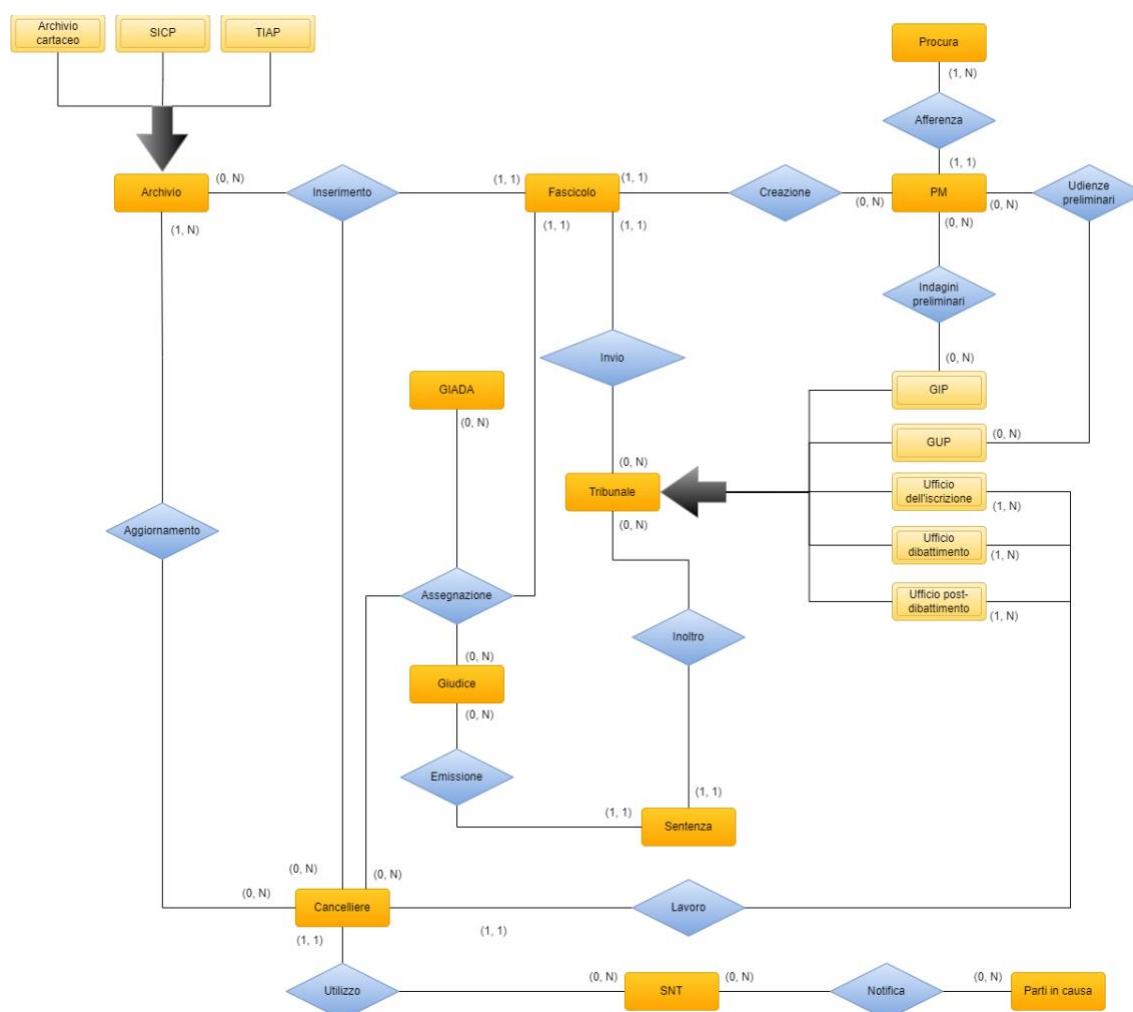 Archivio
cartaceo
SICP
TIAP
Procura
(1, N)
Afferenza
(1, 1)
(0, N)
(1, 1)
(1, 1)
Archivio
Inserimento
Fascicolo
Creazione
PM
Udienze
preliminari
(0, N)
(0, N)
(1, N)
(1, 1)
(1, 1)
(0, N)
Indagini
preliminari
Invio
(0, N)
GIADA
GIP
(0, N)
GUP
(0, N)
(0, N)
Tribunale
Ufficio
dell'iscrizione
(1, N)
(0, N)
Aggiornamento
Ufficio
dibattimento
(1, N)
Assegnazione
Ufficio post-
dibattimento
(1, N)
Inoltro
(0, N)
Giudice
(0, N)
Emissione
(1, 1)
(1, 1)
Sentenza
(0, N)
(0, N)
(0, N)
Cancelliere
Lavoro
(1, 1)
(1, 1)
(0, N)
(0, N)
(0, N)
Utilizzo
SNT
Notifica
Parti in causa